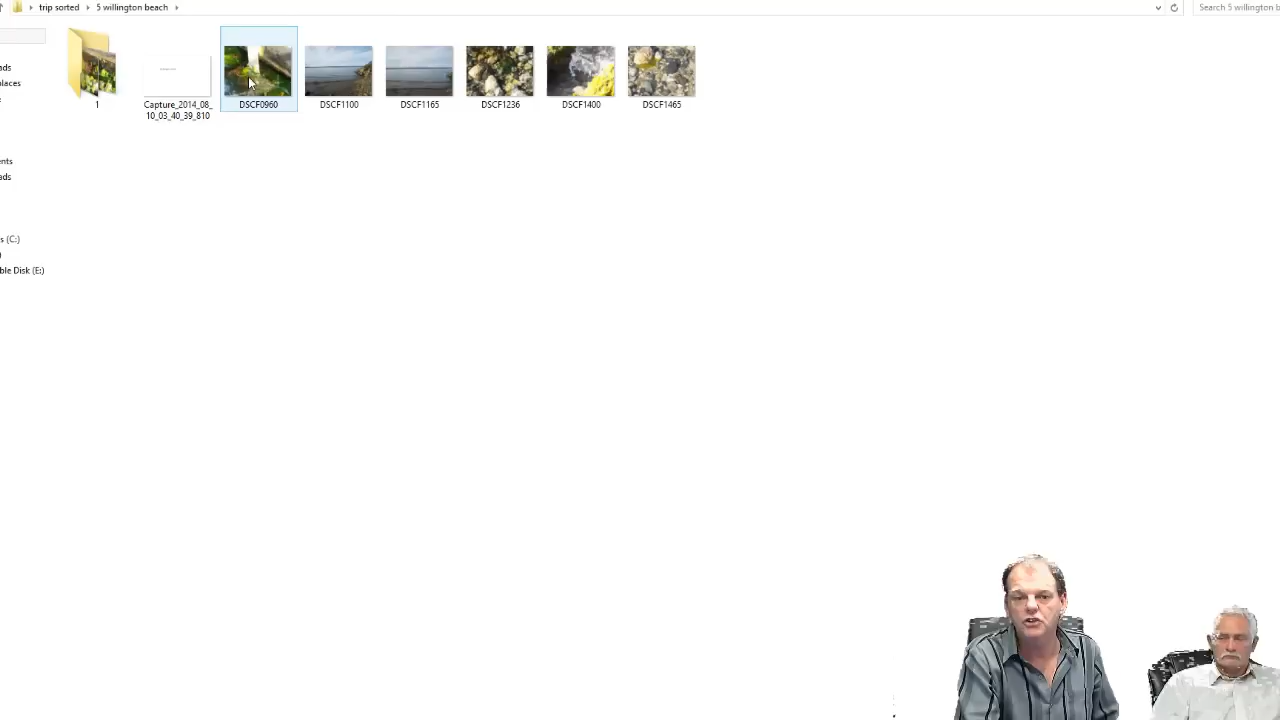 trip sorted
5 willington beach
Search 5 willington b
ads
laces
ents
ads
s (C:)
ble Disk (E:)
1
Capture_2014_08_
10_03_40_39_810
DSCF0960
DSCF1100
DSCF1165
DSCF1236
DSCF1400
DSCF1465